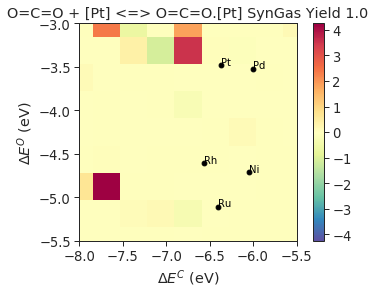 O=C=O + [Pt] <=> O=C=O.[Pt] SynGas Yield 1.0
−3.0
−3.5
−4.0
−4.5
−5.0
−5.5
ΔE^O (eV)
Pt
Pd
Rh
Ni
Ru
−8.0 −7.5 −7.0 −6.5 −6.0 −5.5
ΔE^C (eV)
4
3
2
1
0
−1
−2
−3
−4